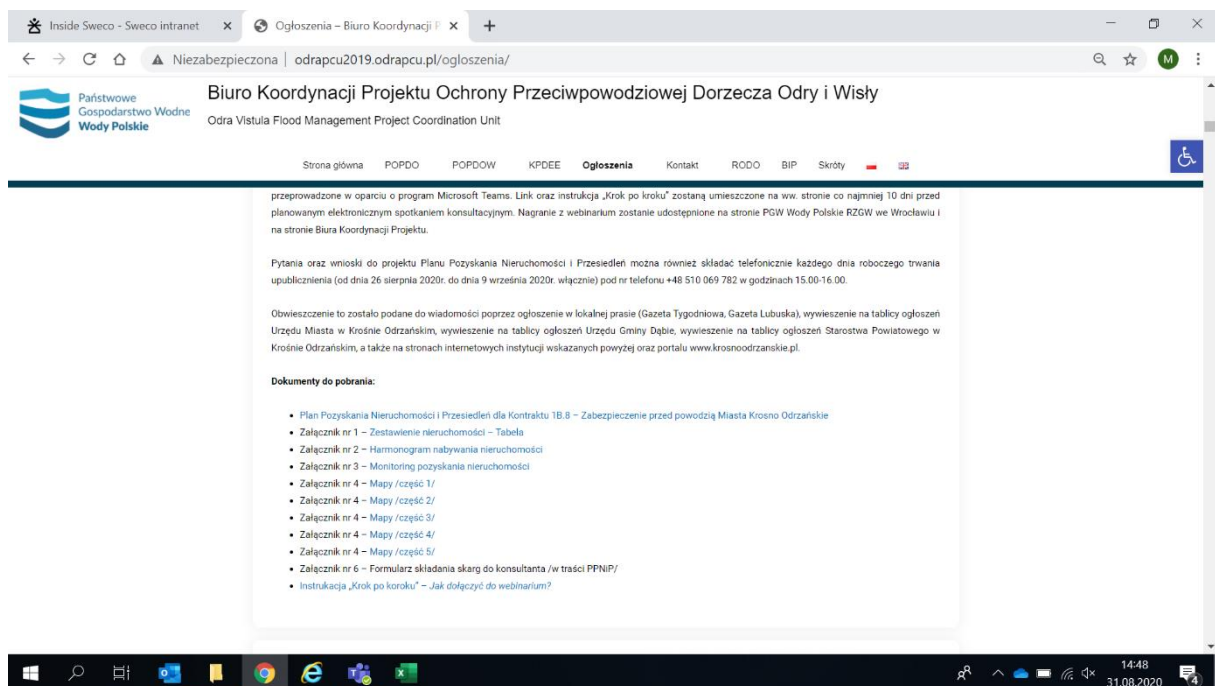 Inside Sweco - Sweco intranet
Ogłoszenia – Biuro Koordynacji P
Niezabezpieczona | odrapcu2019.odrapcu.pl/ogloszenia/
M
Państwowe
Gospodarstwo Wodne
Wody Polskie
Biuro Koordynacji Projektu Ochrony Przeciwpowodziowej Dorzecza Odry i Wisły
Odra Vistula Flood Management Project Coordination Unit
Strona główna POPDO POPDOW KPDEE Ogłoszenia Kontakt RODO BIP Skróty
przeprowadzone w oparciu o program Microsoft Teams. Link oraz instrukcja „Krok po kroku” zostaną umieszczone na ww. stronie co najmniej 10 dni przed
planowanym elektronicznym spotkaniem konsultacyjnym. Nagranie z webinarium zostanie udostępnione na stronie PGW Wody Polskie RZGW we Wrocławiu i
na stronie Biura Koordynacji Projektu.
Pytania oraz wnioski do projektu Planu Pozyskania Nieruchomości i Przesiedleń można również składać telefonicznie każdego dnia roboczego trwania
upublicznienia (od dnia 26 sierpnia 2020r. do dnia 9 września 2020r. włącznie) pod nr telefonu +48 510 069 782 w godzinach 15.00-16.00.
Obwieszczenie to zostało podane do wiadomości poprzez ogłoszenie w lokalnej prasie (Gazeta Tygodniowa, Gazeta Lubuska), wywieszenie na tablicy ogłoszeń
Urzędu Miasta w Krośnie Odrzańskim, wywieszenie na tablicy ogłoszeń Urzędu Gminy Dąbie, wywieszenie na tablicy ogłoszeń Starostwa Powiatowego w
Krośnie Odrzańskim, a także na stronach internetowych instytucji wskazanych powyżej oraz portalu www.krosnoodrzanskie.pl.
Dokumenty do pobrania:
• Plan Pozyskania Nieruchomości i Przesiedleń dla Kontraktu 1B.8 – Zabezpieczenie przed powodzią Miasta Krosno Odrzańskie
• Załącznik nr 1 – Zestawienie nieruchomości – Tabela
• Załącznik nr 2 – Harmonogram nabywania nieruchomości
• Załącznik nr 3 – Monitoring pozyskania nieruchomości
• Załącznik nr 4 – Mapy /część 1/
• Załącznik nr 4 – Mapy /część 2/
• Załącznik nr 4 – Mapy /część 3/
• Załącznik nr 4 – Mapy /część 4/
• Załącznik nr 4 – Mapy /część 5/
• Załącznik nr 6 – Formularz składania skarg do konsultanta /w traści PPNiP/
• Instrukacja „Krok po koroku” – Jak dołączyć do webinarium?
14:48
31.08.2020
4